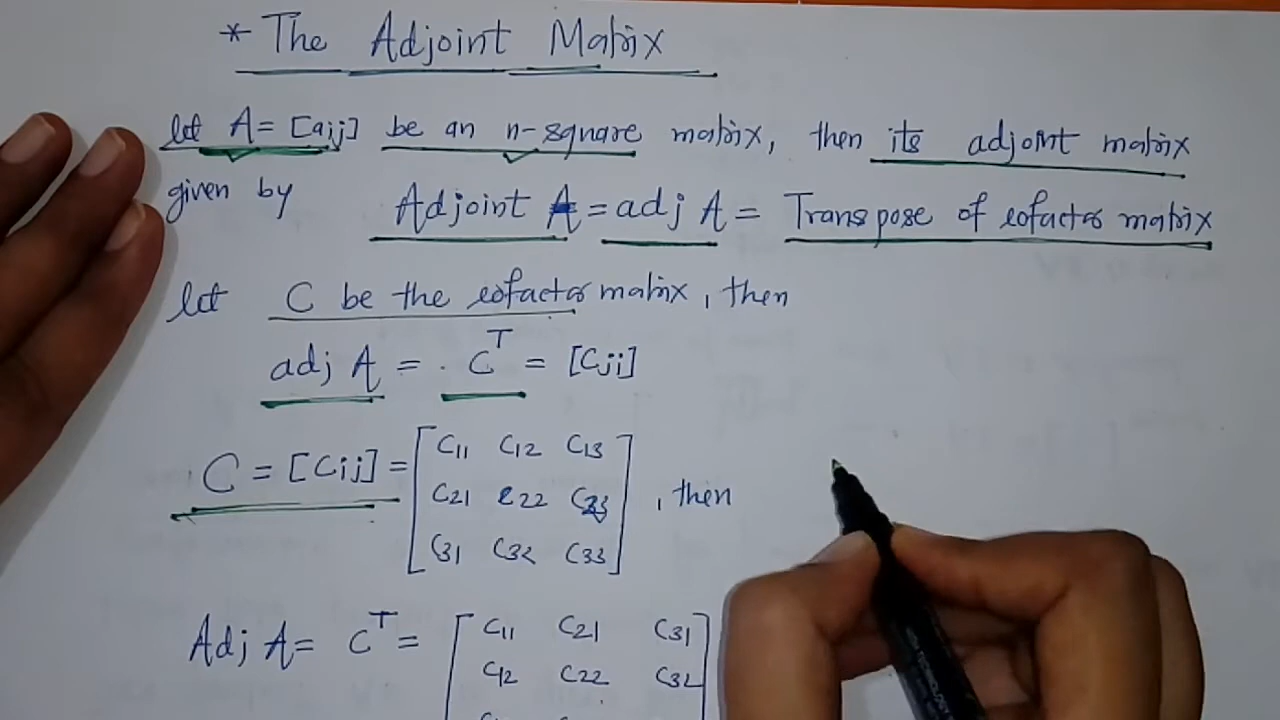 * The Adjoint Matrix
let A = [aij] be an n-square matrix, then its adjoint matrix
given by Adjoint A = adj A = Transpose of cofactor matrix
let C be the cofactor matrix, then
adj A = C^T = [Cji]
C = [Cij] = [C11 C12 C13
C21 C22 C23
C31 C32 C33] , then
Adj A = C^T = [C11 C21 C31
C12 C22 C32